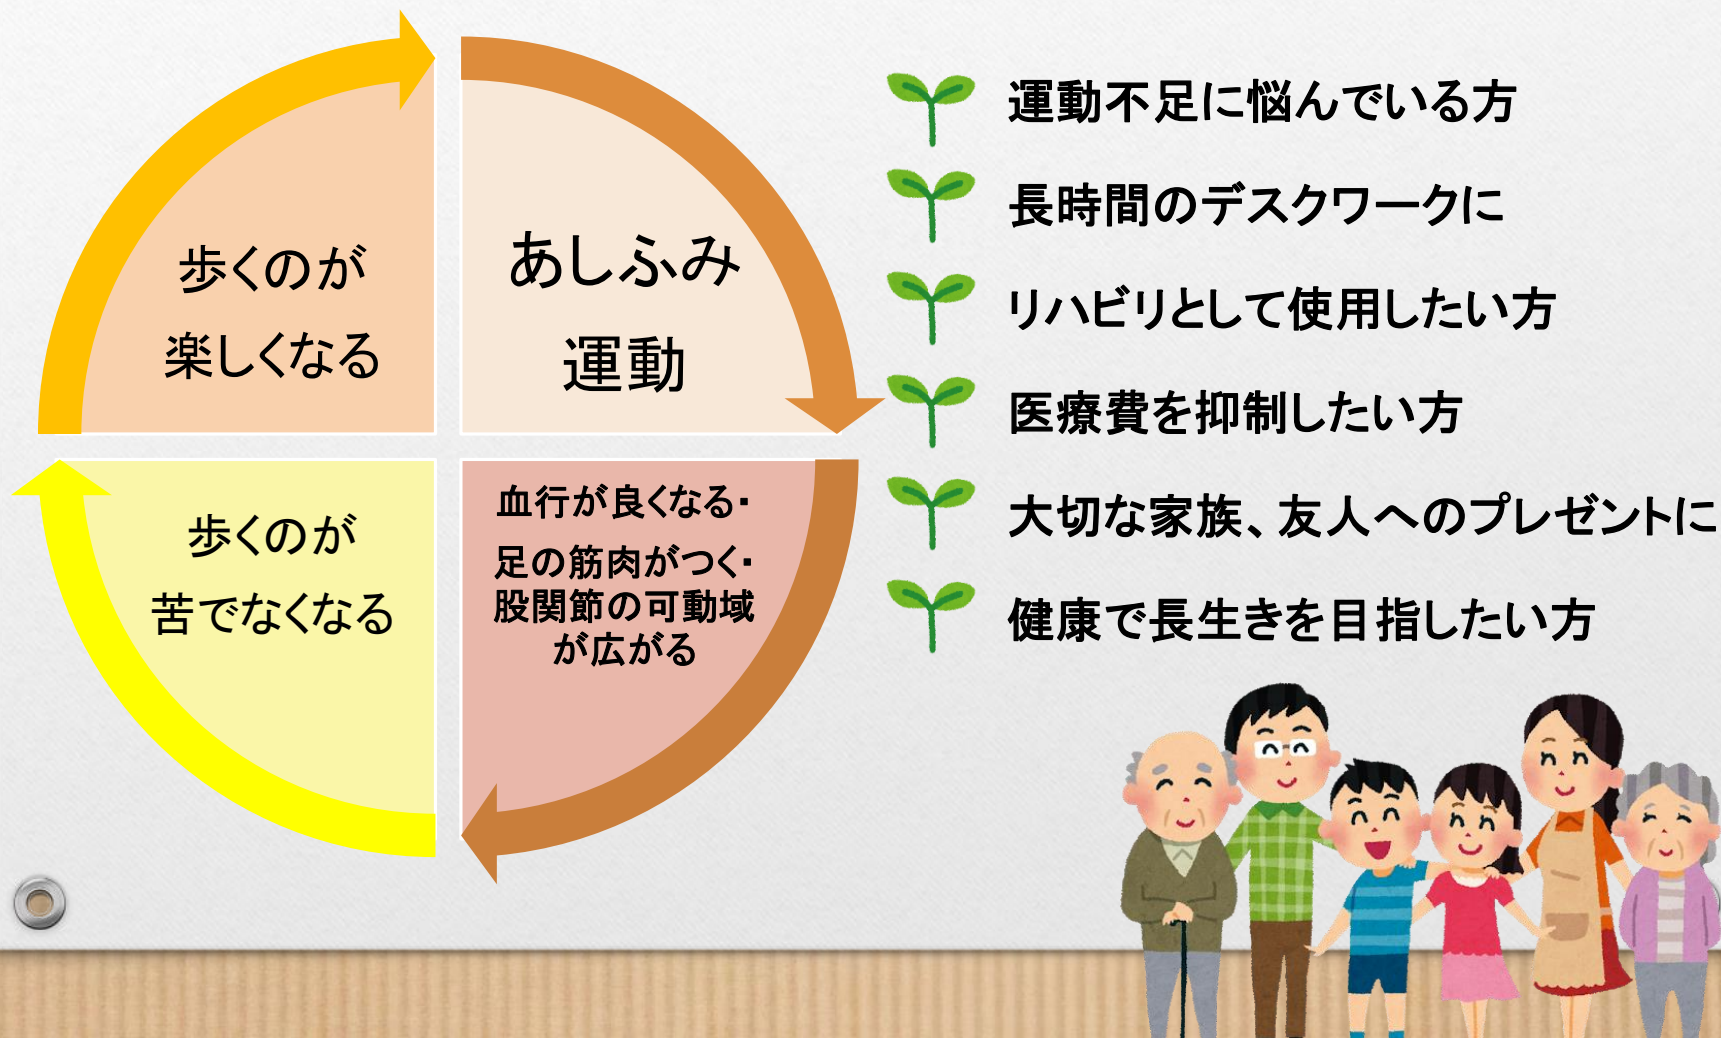 あしふみ
運動
血行が良くなる・
足の筋肉がつく・
股関節の可動域
が広がる
歩くのが
苦でなくなる
歩くのが
楽しくなる
運動不足に悩んでいる方
長時間のデスクワークに
リハビリとして使用したい方
医療費を抑制したい方
大切な家族、友人へのプレゼントに
健康で長生きを目指したい方